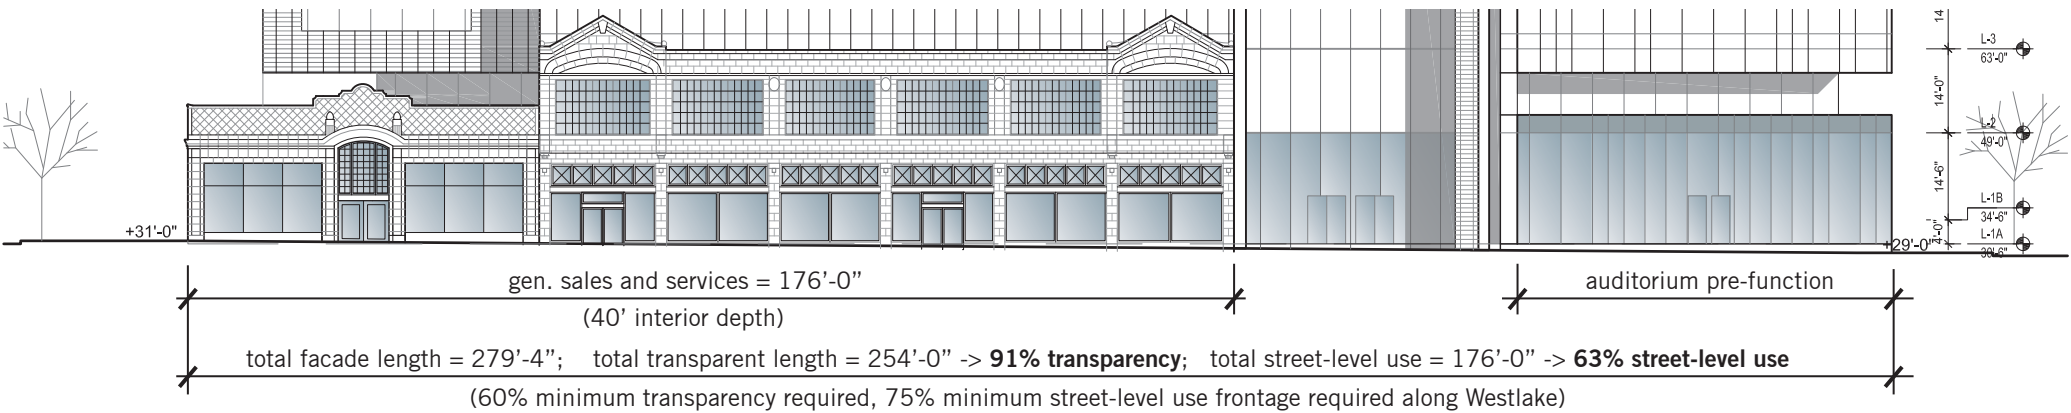 14
L-3
63'-0"
14'-0"
L-2
49'-0"
14'-6"
L-1B
34'-6"
4'-0"
L-1A
30'-6"
+31'-0"
+29'-0"
gen. sales and services = 176’-0”
auditorium pre-function
(40’ interior depth)
total facade length = 279’-4”; total transparent length = 254’-0” -> 91% transparency; total street-level use = 176’-0” -> 63% street-level use
(60% minimum transparency required, 75% minimum street-level use frontage required along Westlake)